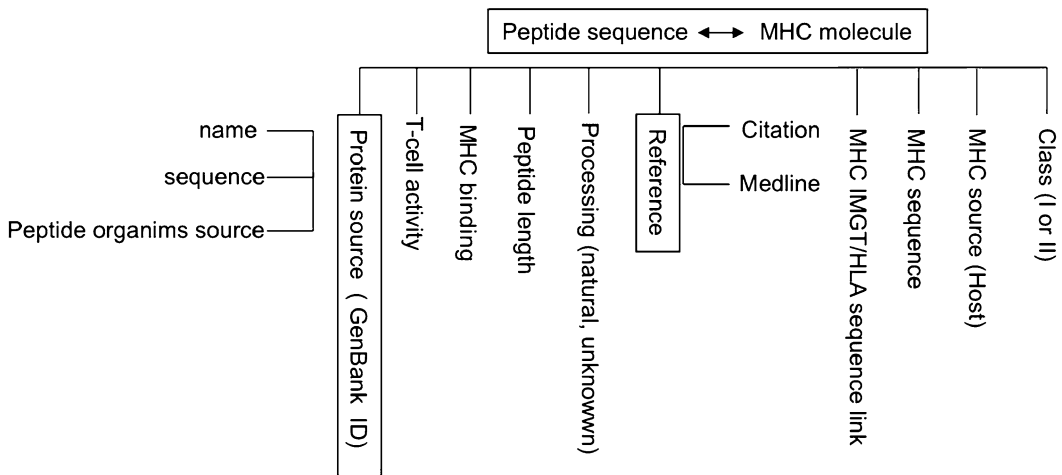 Peptide sequence ↔ MHC molecule
name
sequence
Peptide organims source
Protein source ( GenBank ID)
T-cell activity
MHC binding
Peptide length
Processing (natural, unknowwn)
Reference
Citation
Medline
MHC IMGT/HLA sequence link
MHC sequence
MHC source (Host)
Class (I or II)